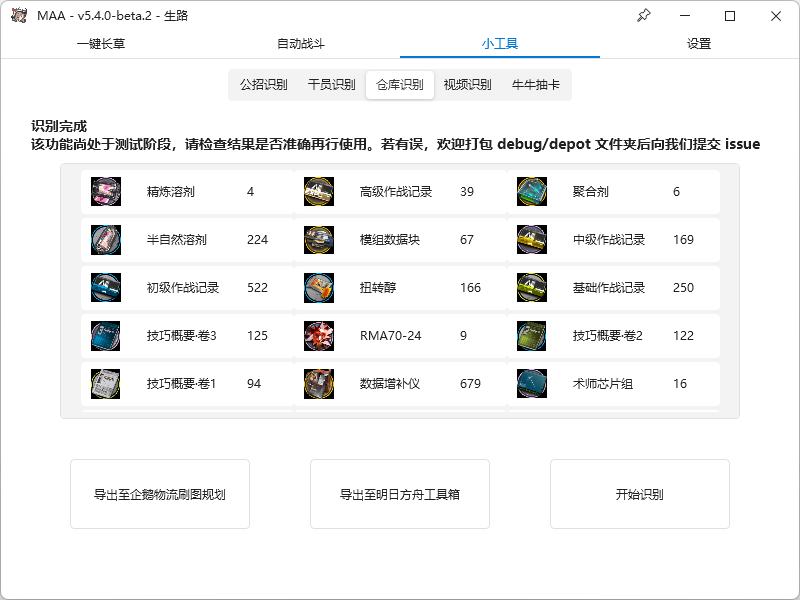 MAA - v5.4.0-beta.2 - 生路
一键长草 自动战斗 小工具 设置
公招识别 干员识别 仓库识别 视频识别 牛牛抽卡
识别完成
该功能尚处于测试阶段，请检查结果是否准确再行使用。若有误，欢迎打包 debug/depot 文件夹后向我们提交 issue
精炼溶剂 4 高级作战记录 39 聚合剂 6
半自然溶剂 224 模组数据块 67 中级作战记录 169
初级作战记录 522 扭转醇 166 基础作战记录 250
技巧概要·卷3 125 RMA70-24 9 技巧概要·卷2 122
技巧概要·卷1 94 数据增补仪 679 术师芯片组 16
导出至企鹅物流刷图规划 导出至明日方舟工具箱 开始识别